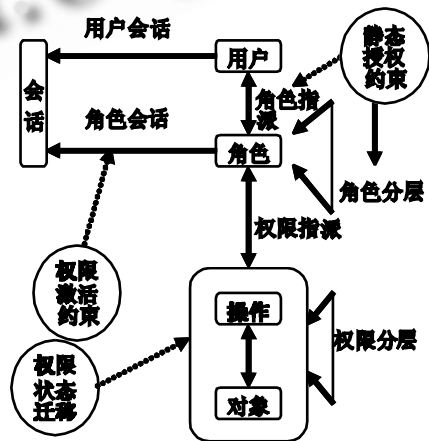 用户会话
用户
静态
授权
约束
会
话
角色会话
角色指
派
角色
角色分层
权限指派
权限
激活
约束
操作
权限分层
权限
状态
迁移
对象